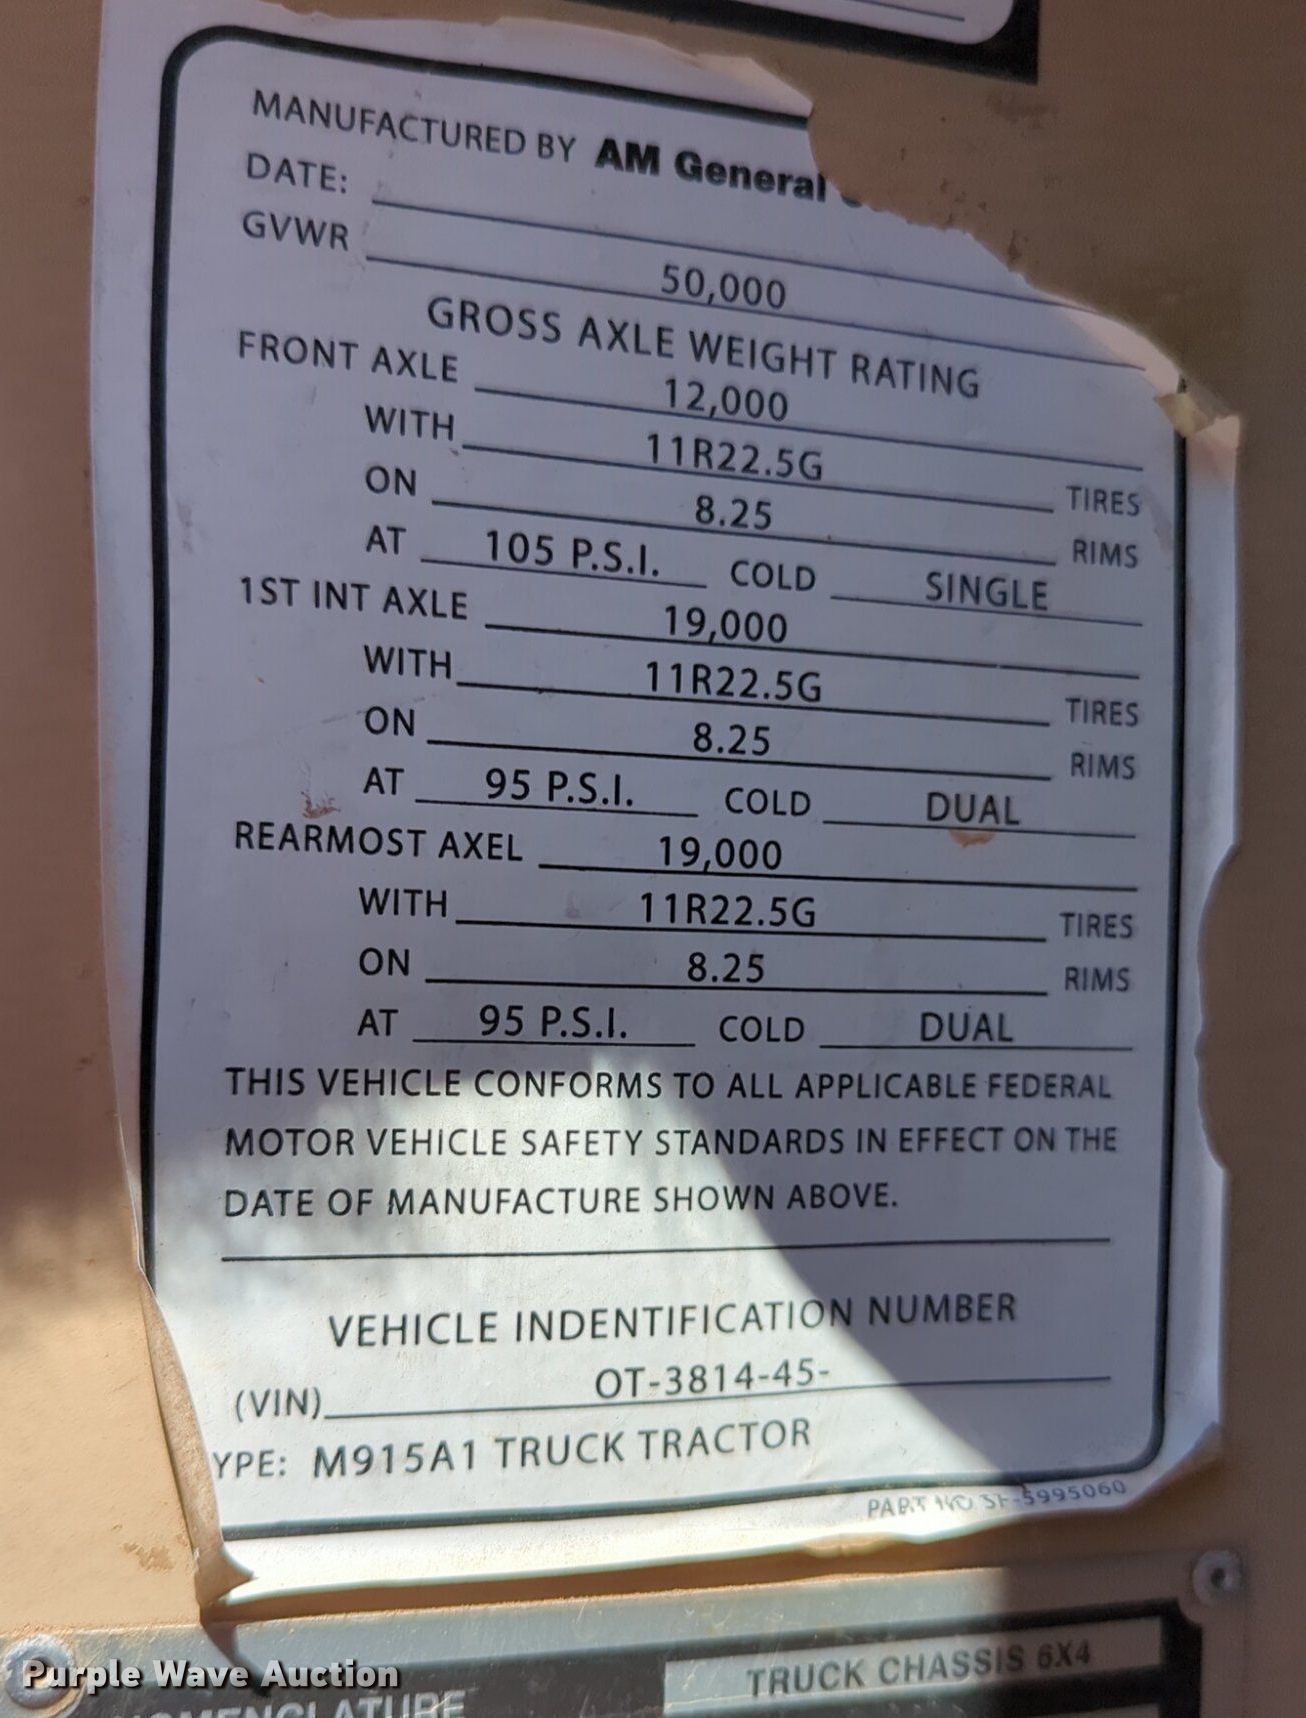 MANUFACTURED BY AM General
DATE:
GVWR 50,000
GROSS AXLE WEIGHT RATING
FRONT AXLE 12,000
WITH 11R22.5G TIRES
ON 8.25 RIMS
AT 105 P.S.I. COLD SINGLE
1ST INT AXLE 19,000
WITH 11R22.5G TIRES
ON 8.25 RIMS
AT 95 P.S.I. COLD DUAL
REARMOST AXEL 19,000
WITH 11R22.5G TIRES
ON 8.25 RIMS
AT 95 P.S.I. COLD DUAL
THIS VEHICLE CONFORMS TO ALL APPLICABLE FEDERAL
MOTOR VEHICLE SAFETY STANDARDS IN EFFECT ON THE
DATE OF MANUFACTURE SHOWN ABOVE.
VEHICLE INDENTIFICATION NUMBER
(VIN) OT-3814-45-
YPE: M915A1 TRUCK TRACTOR
PART NO SF-5995060
TRUCK CHASSIS 6X4
Purple Wave Auction
NOMENCLATURE